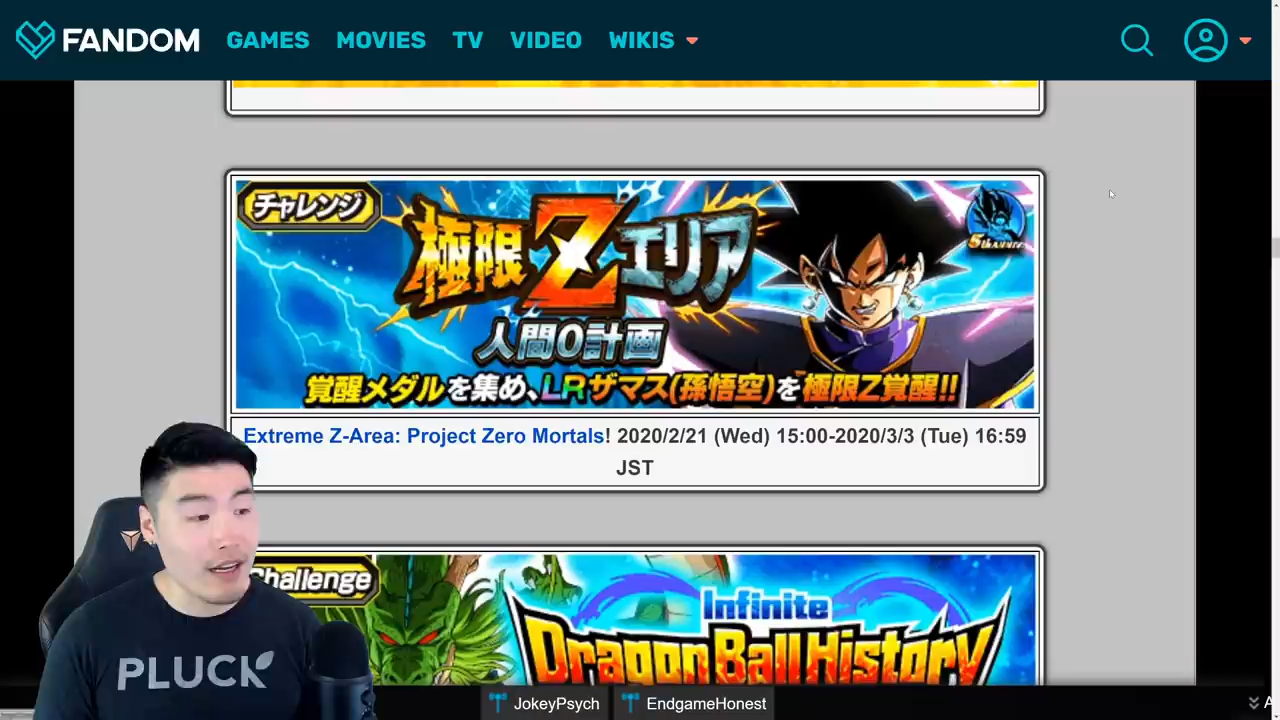 FANDOM GAMES MOVIES TV VIDEO WIKIS
チャレンジ
極限Zエリア
人間0計画
覚醒メダルを集め、LRザマス(孫悟空)を極限Z覚醒!!
Extreme Z-Area: Project Zero Mortals! 2020/2/21 (Wed) 15:00-2020/3/3 (Tue) 16:59
JST
Challenge
Infinite
Dragon Ball History
PLUCK
JokeyPsych EndgameHonest